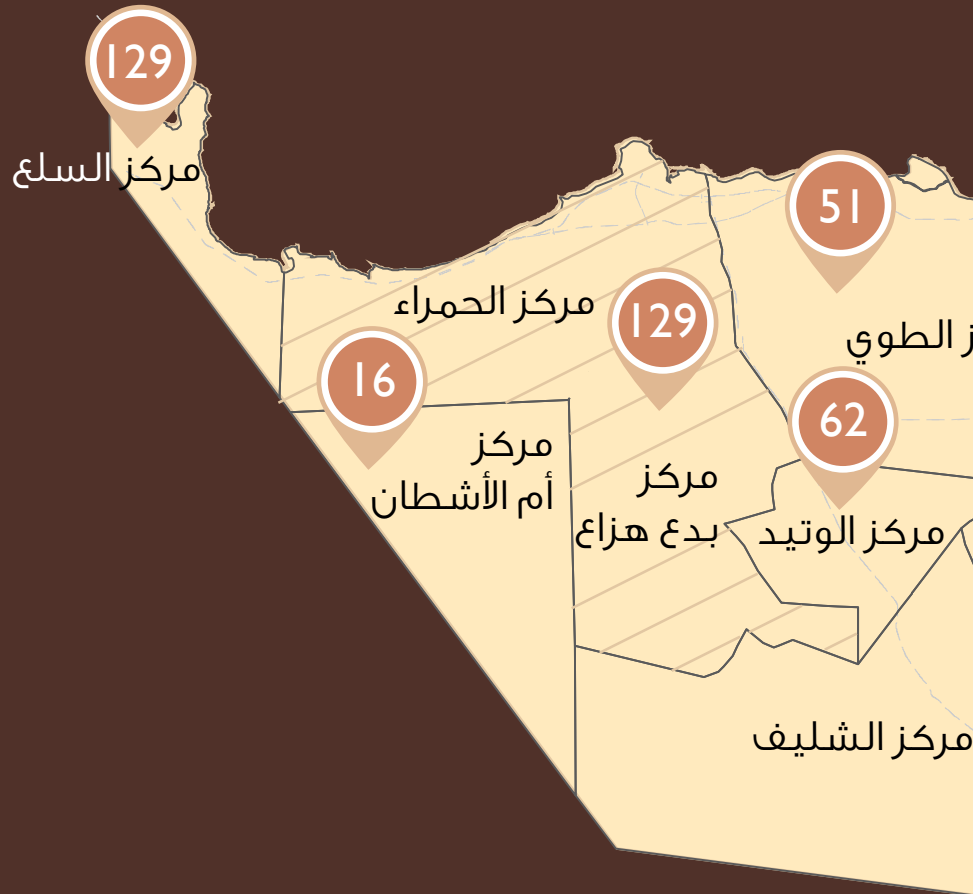 129
مركز السلع
51
مركز الحمراء
129
ز الطوي
16
62
مركز
أم الأشطان
مركز
بدع هزاع
مركز الوتيد
مركز الشليف